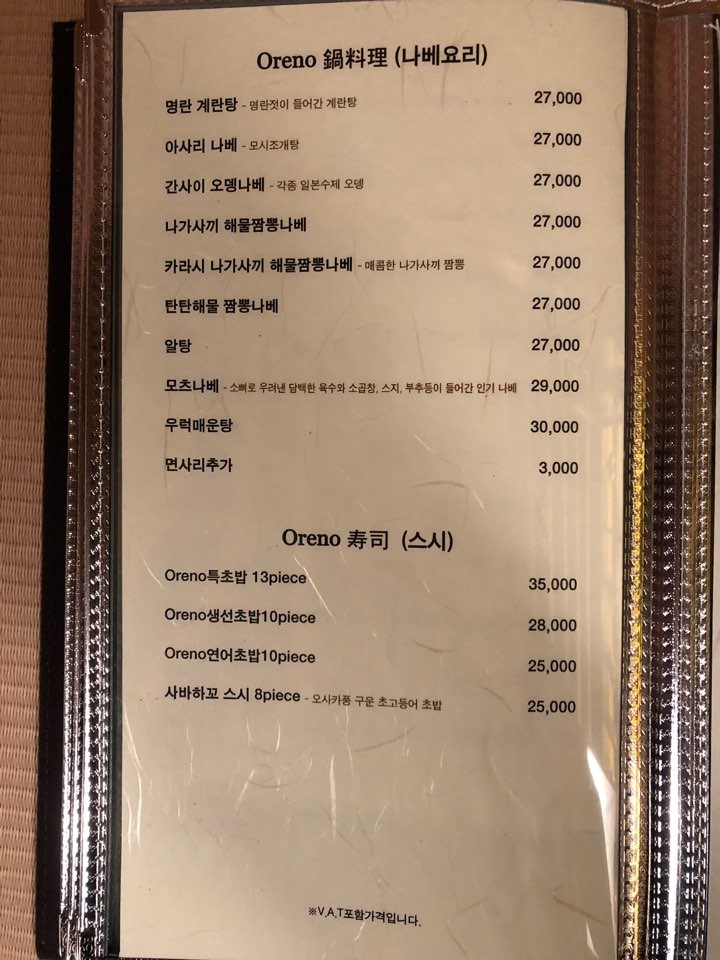 Oreno 鍋料理 (나베요리)
명란 계란탕 - 명란젓이 들어간 계란탕 27,000
아사리 나베 - 모시조개탕 27,000
간사이 오뎅나베 - 각종 일본수제 오뎅 27,000
나가사끼 해물짬뽕나베 27,000
카라시 나가사끼 해물짬뽕나베 - 매콤한 나가사끼 짬뽕 27,000
탄탄해물 짬뽕나베 27,000
알탕 27,000
모츠나베 - 소뼈로 우려낸 담백한 육수와 소곱창, 스지, 부추등이 들어간 인기 나베 29,000
우럭매운탕 30,000
면사리추가 3,000
Oreno 寿司 (스시)
Oreno특초밥 13piece 35,000
Oreno생선초밥10piece 28,000
Oreno연어초밥10piece 25,000
사바하꼬 스시 8piece - 오사카풍 구운 초고등어 초밥 25,000
※V.A.T포함가격입니다.